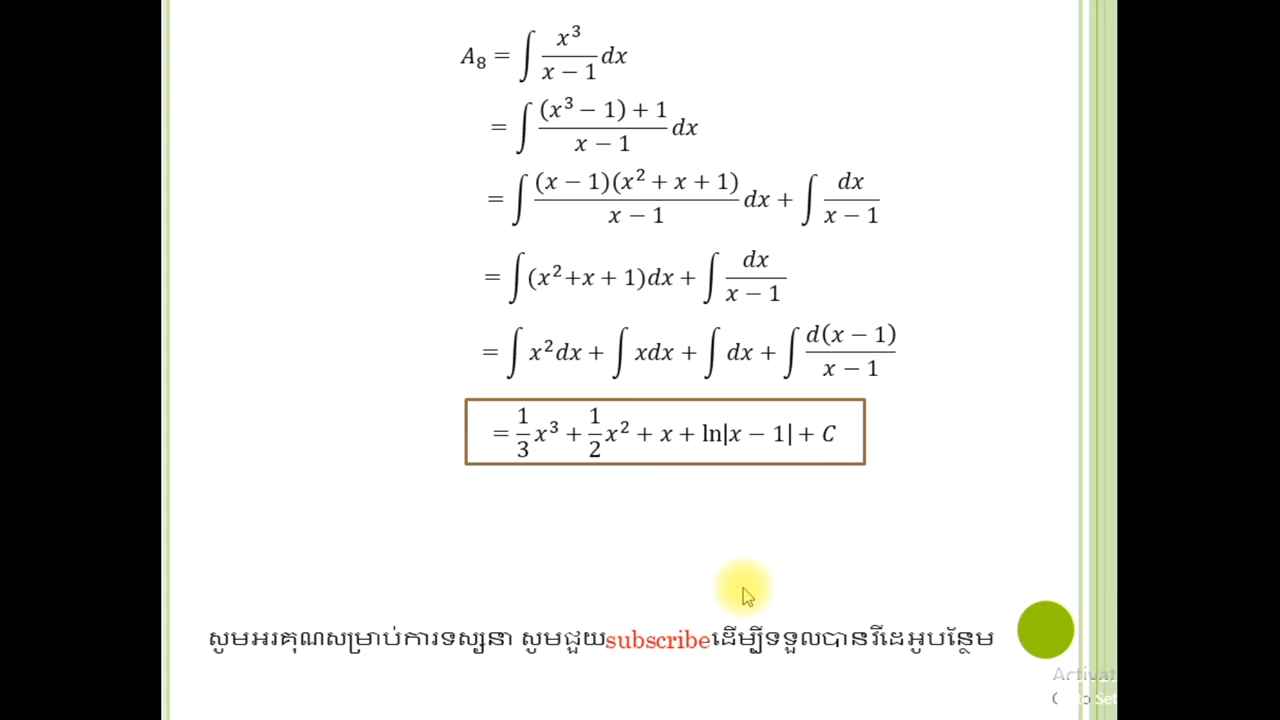 A₈ = ∫ x³/(x − 1) dx
= ∫ ((x³ − 1) + 1)/(x − 1) dx
= ∫ ((x − 1)(x² + x + 1))/(x − 1) dx + ∫ dx/(x − 1)
= ∫(x²+x + 1)dx + ∫ dx/(x − 1)
= ∫ x²dx + ∫ xdx + ∫ dx + ∫ d(x − 1)/(x − 1)
= 1/3 x³ + 1/2 x² + x + ln|x − 1| + C
សូមអរគុណសម្រាប់ការទស្សនា សូមជួយsubscribeដើម្បីទទួលបានវីដេអូបន្ថែម